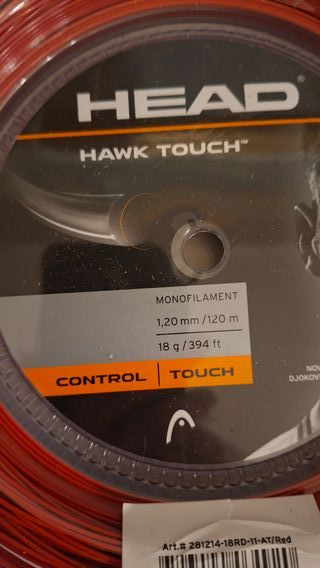 HEAD
HAWK TOUCH™
MONOFILAMENT
1,20 mm/120 m
18 g/394 ft
CONTROL | TOUCH
Art.# 281214-18RD-11-AT/Red